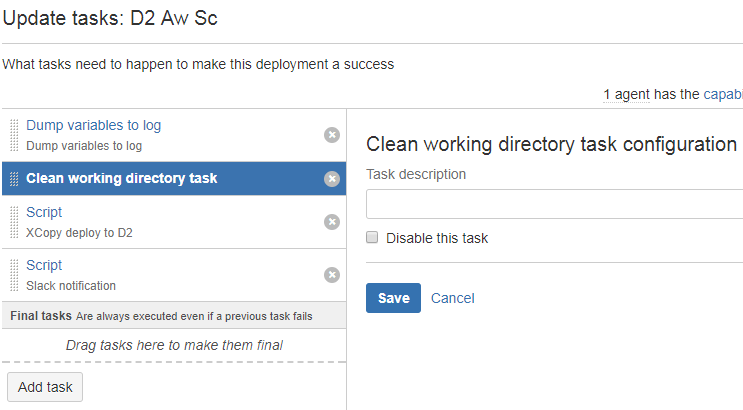 Update tasks: D2 Aw Sc
What tasks need to happen to make this deployment a success
1 agent has the capabi
Dump variables to log
Dump variables to log
Clean working directory task
Script
XCopy deploy to D2
Script
Slack notification
Final tasks Are always executed even if a previous task fails
Drag tasks here to make them final
Add task
Clean working directory task configuration
Task description
Disable this task
Save Cancel